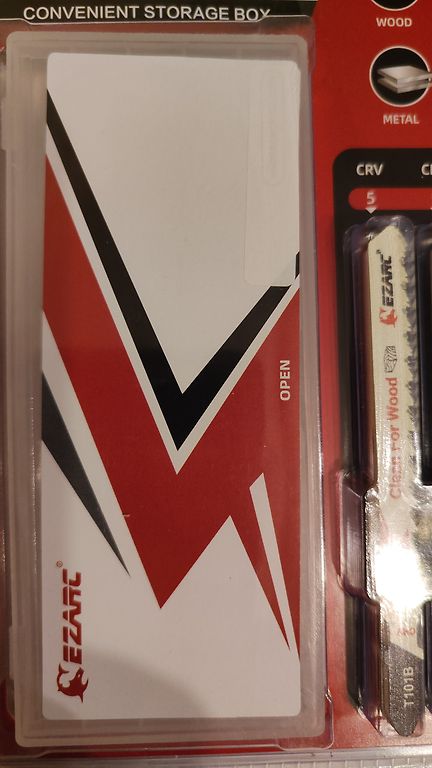 CONVENIENT STORAGE BOX
WOOD
METAL
CRV
5
EZARC
Clean For Wood
T101B
OPEN
EZARC®